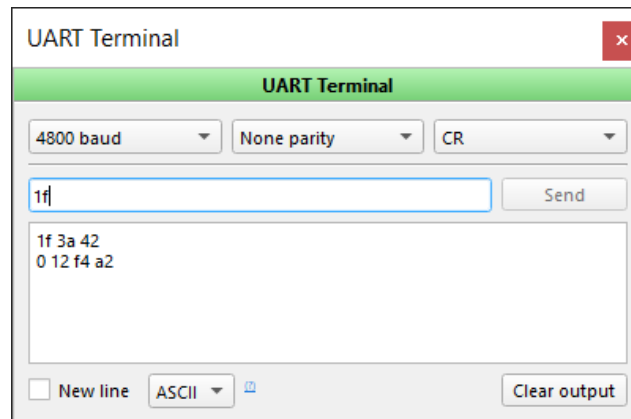 UART Terminal
UART Terminal
4800 baud None parity CR
1f Send
1f 3a 42
0 12 f4 a2
New line ASCII (?) Clear output